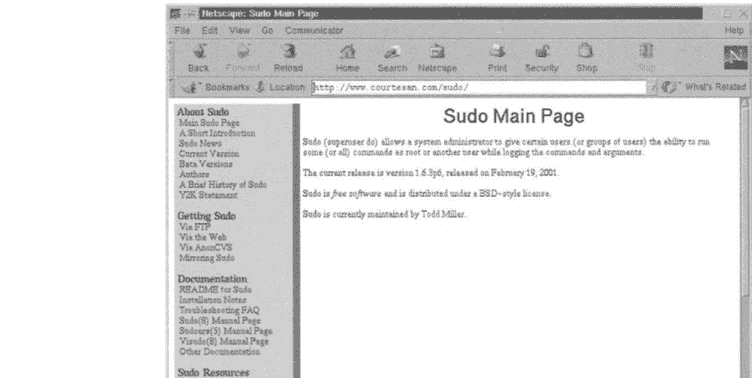 Netscape: Sudo Main Page
File Edit View Go Communicator Help
Back Forward Reload Home Search Netscape Print Security Shop Stop
Bookmarks Location: http://www.courtesan.com/sudo/ What's Related
About Sudo
Main Sudo Page
A Short Introduction
Sudo News
Current Version
Beta Versions
Authors
A Brief History of Sudo
Y2K Statement
Getting Sudo
Via FTP
Via the Web
Via AnonCVS
Mirroring Sudo
Documentation
README for Sudo
Installation Notes
Troubleshooting FAQ
Sudo(8) Manual Page
Sudoers(5) Manual Page
Visudo(8) Manual Page
Other Documentation
Sudo Resources
Sudo Main Page
Sudo (superuser do) allows a system administrator to give certain users (or groups of users) the ability to run
some (or all) commands as root or another user while logging the commands and arguments.
The current release is version 1.6.3p6, released on February 19, 2001.
Sudo is free software and is distributed under a BSD-style license.
Sudo is currently maintained by Todd Miller.